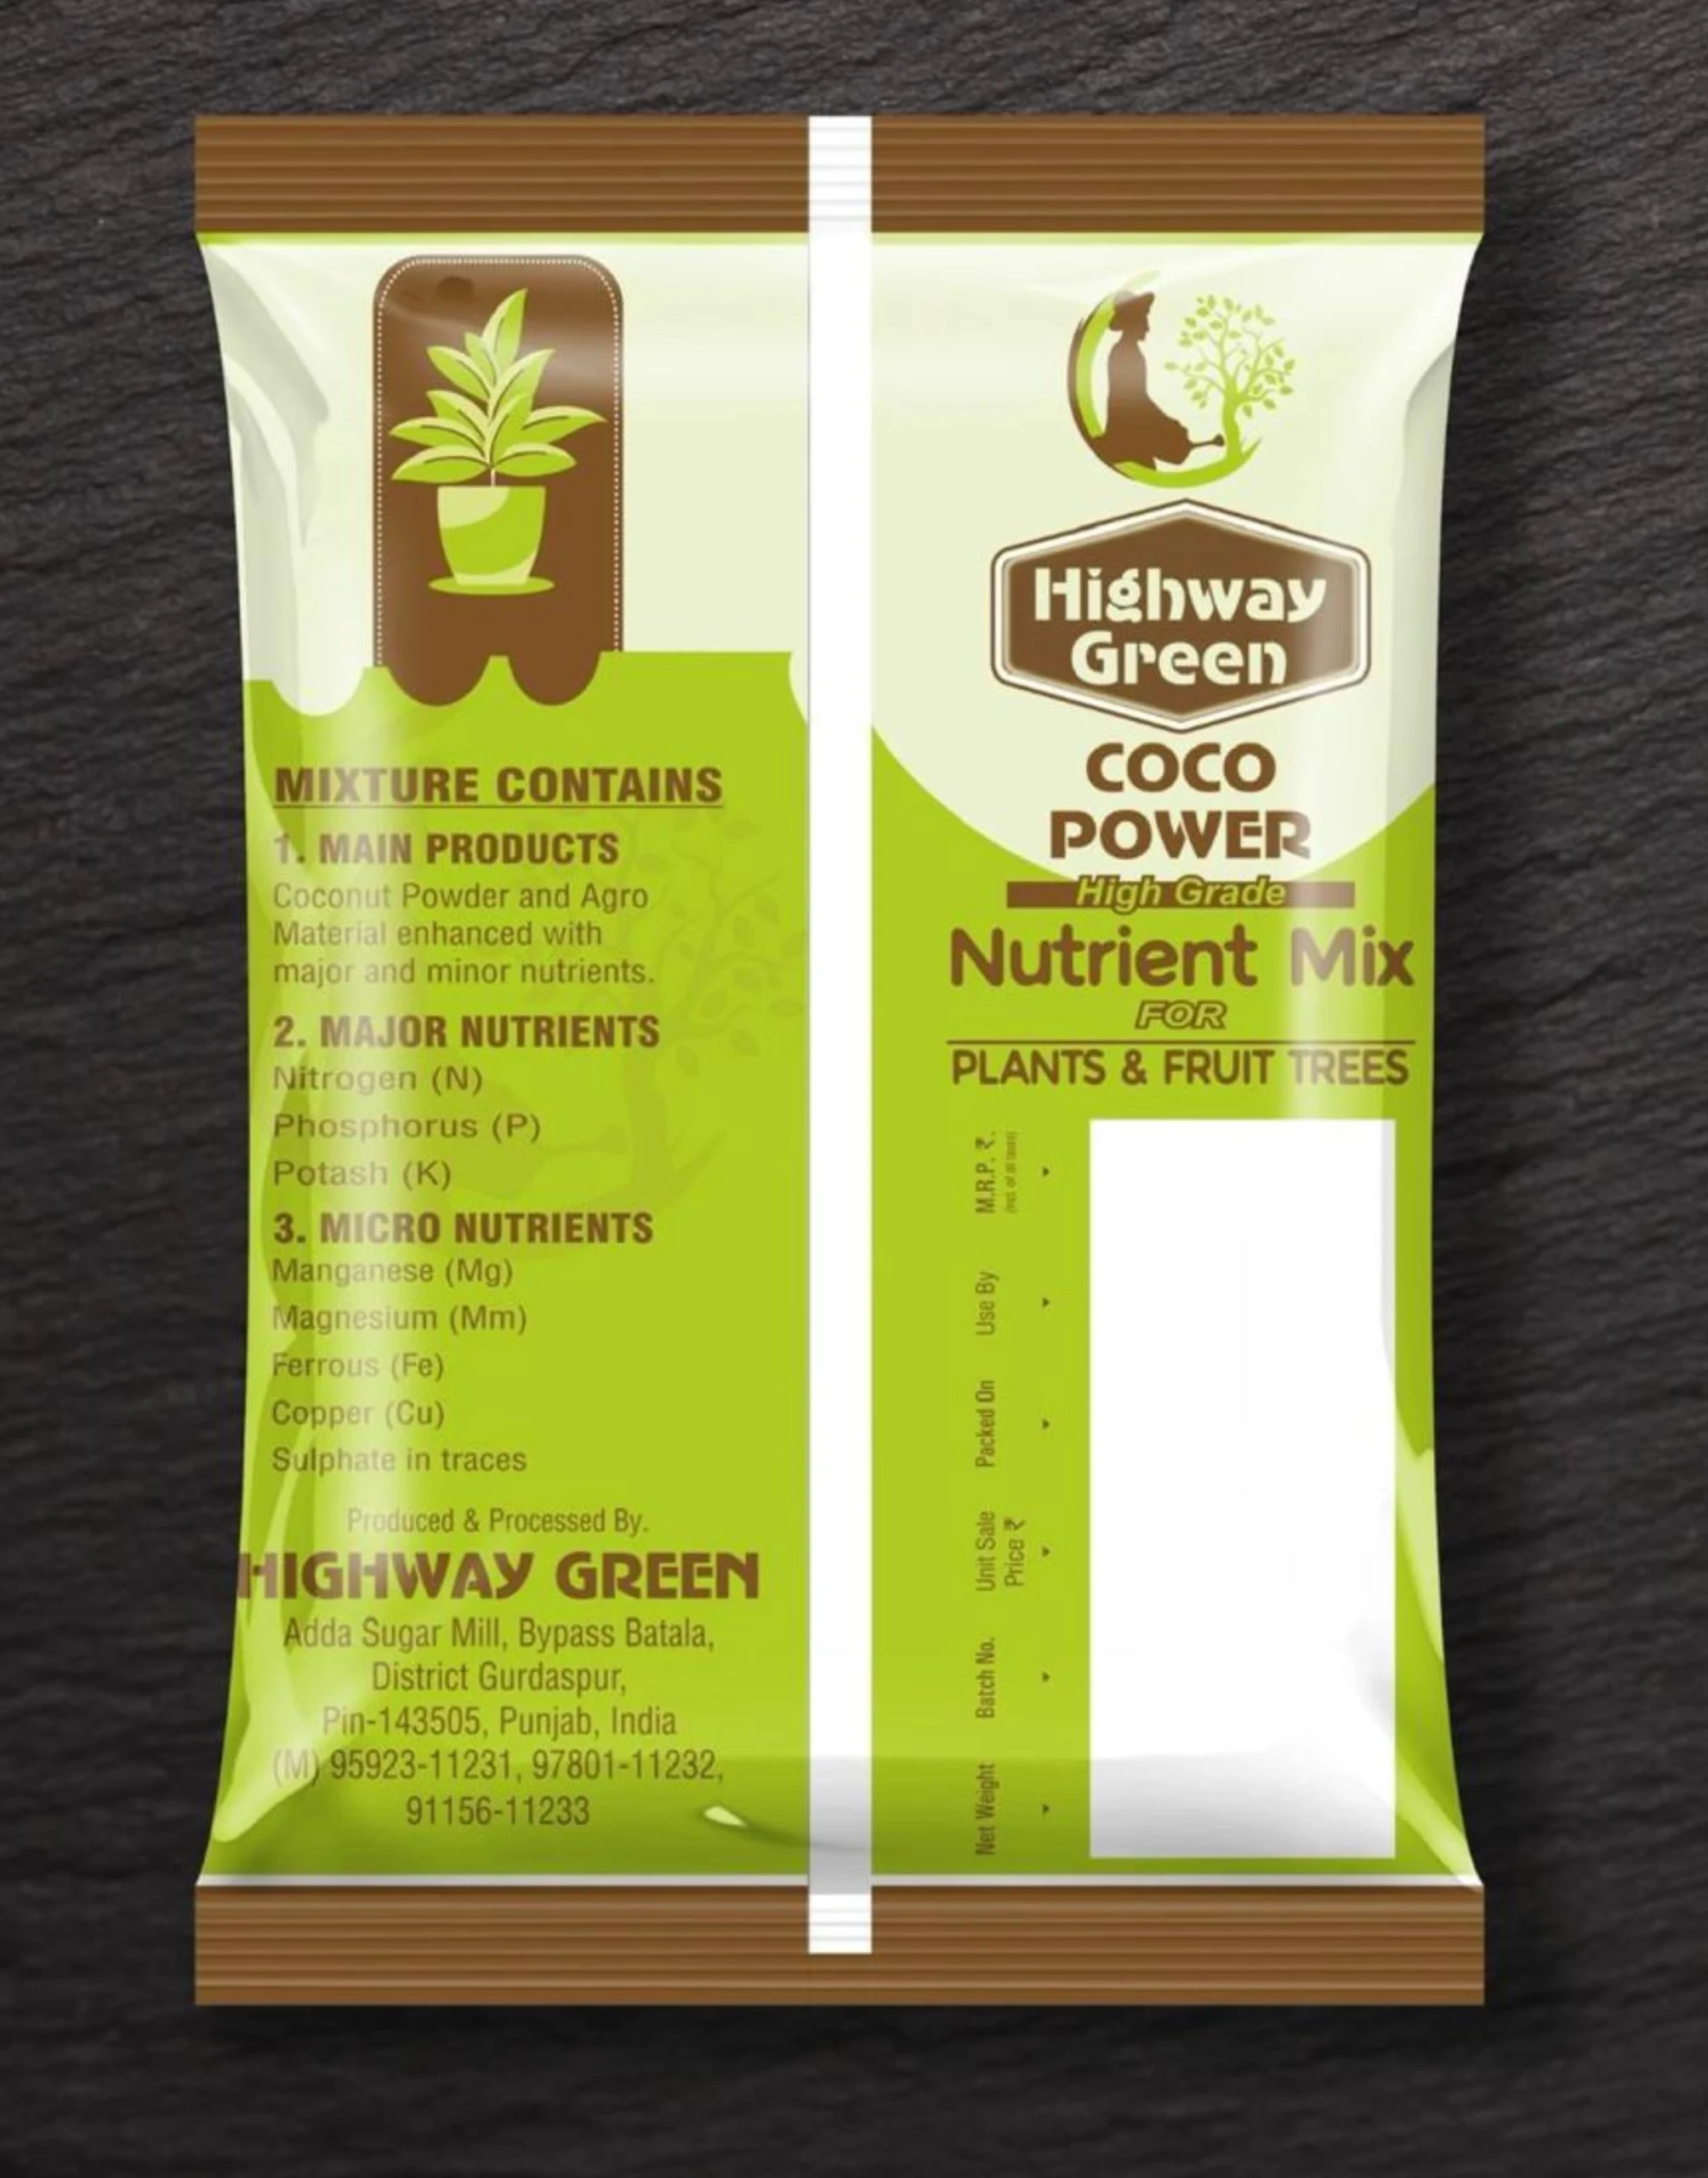 MIXTURE CONTAINS
1. MAIN PRODUCTS
Coconut Powder and Agro
Material enhanced with
major and minor nutrients.
2. MAJOR NUTRIENTS
Nitrogen (N)
Phosphorus (P)
Potash (K)
3. MICRO NUTRIENTS
Manganese (Mg)
Magnesium (Mm)
Ferrous (Fe)
Copper (Cu)
Sulphate in traces
Produced & Processed By.
HIGHWAY GREEN
Adda Sugar Mill, Bypass Batala,
District Gurdaspur,
Pin-143505, Punjab, India
(M) 95923-11231, 97801-11232,
91156-11233
Highway
Green
COCO
POWER
High Grade
Nutrient Mix
FOR
PLANTS & FRUIT TREES
M.R.P. ₹.
(incl. of all taxes)
Use By
Packed On
Unit Sale
Price ₹
Batch No.
Net Weight